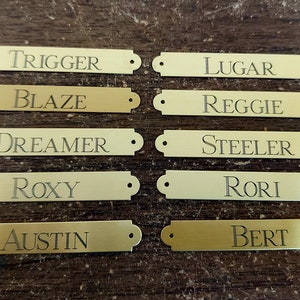 TRIGGER
LUGAR
BLAZE
REGGIE
DREAMER
STEELER
ROXY
RORI
AUSTIN
BERT